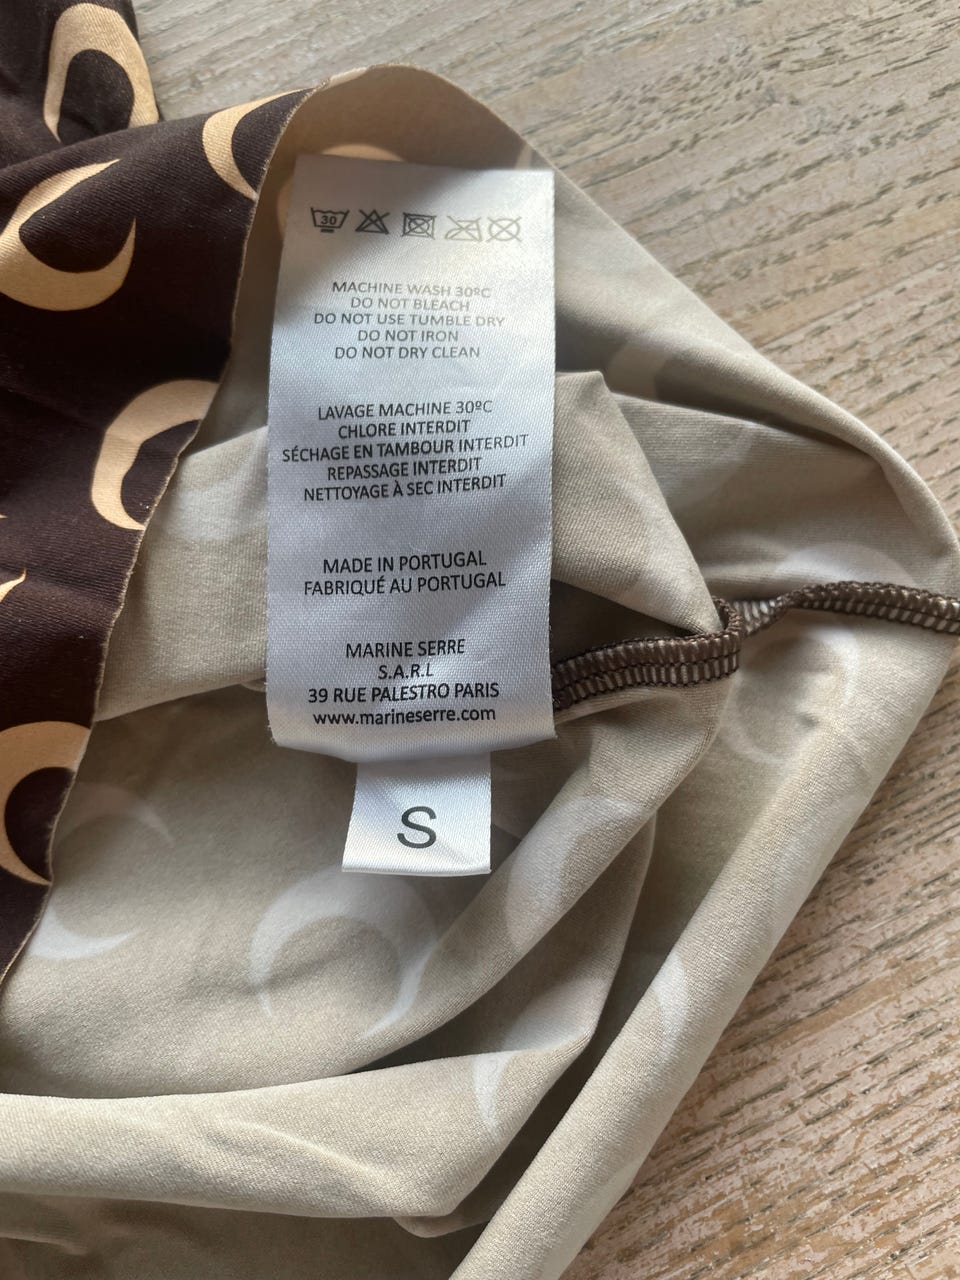 30
MACHINE WASH 30ºC
DO NOT BLEACH
DO NOT USE TUMBLE DRY
DO NOT IRON
DO NOT DRY CLEAN
LAVAGE MACHINE 30ºC
CHLORE INTERDIT
SÉCHAGE EN TAMBOUR INTERDIT
REPASSAGE INTERDIT
NETTOYAGE À SEC INTERDIT
MADE IN PORTUGAL
FABRIQUÉ AU PORTUGAL
MARINE SERRE
S.A.R.L
39 RUE PALESTRO PARIS
www.marineserre.com
S